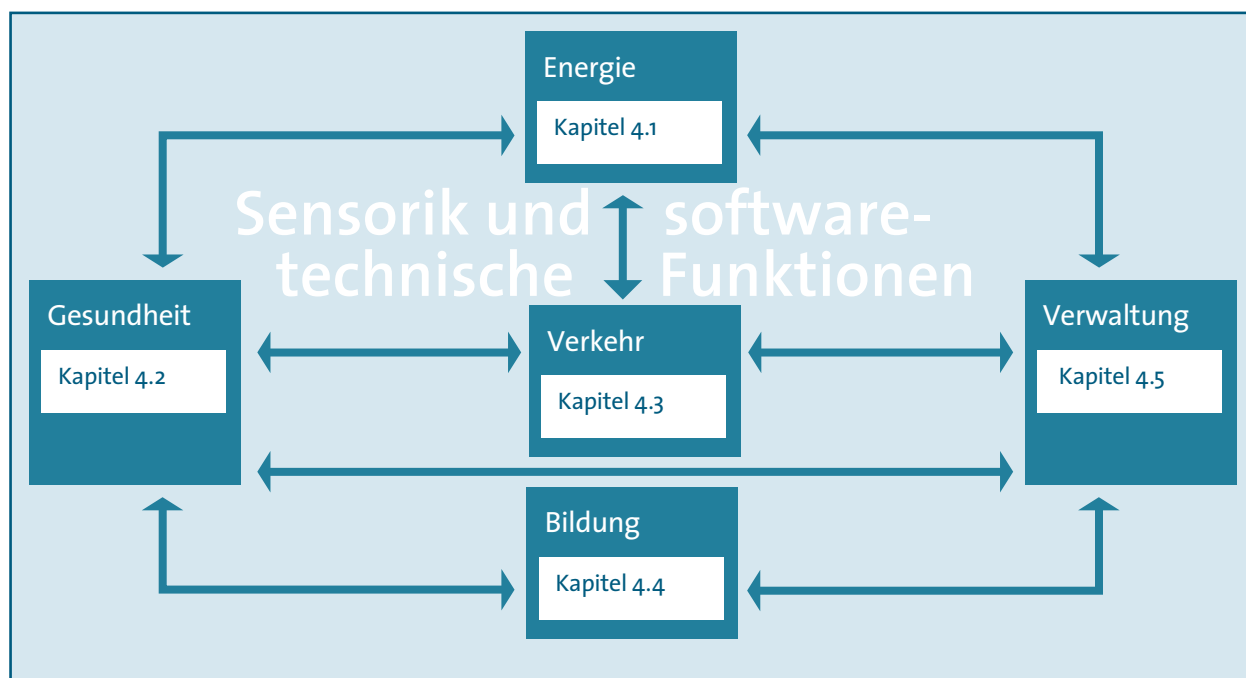 Energie
Kapitel 4.1
Sensorik und software-
technische Funktionen
Gesundheit
Kapitel 4.2
Verkehr
Kapitel 4.3
Verwaltung
Kapitel 4.5
Bildung
Kapitel 4.4